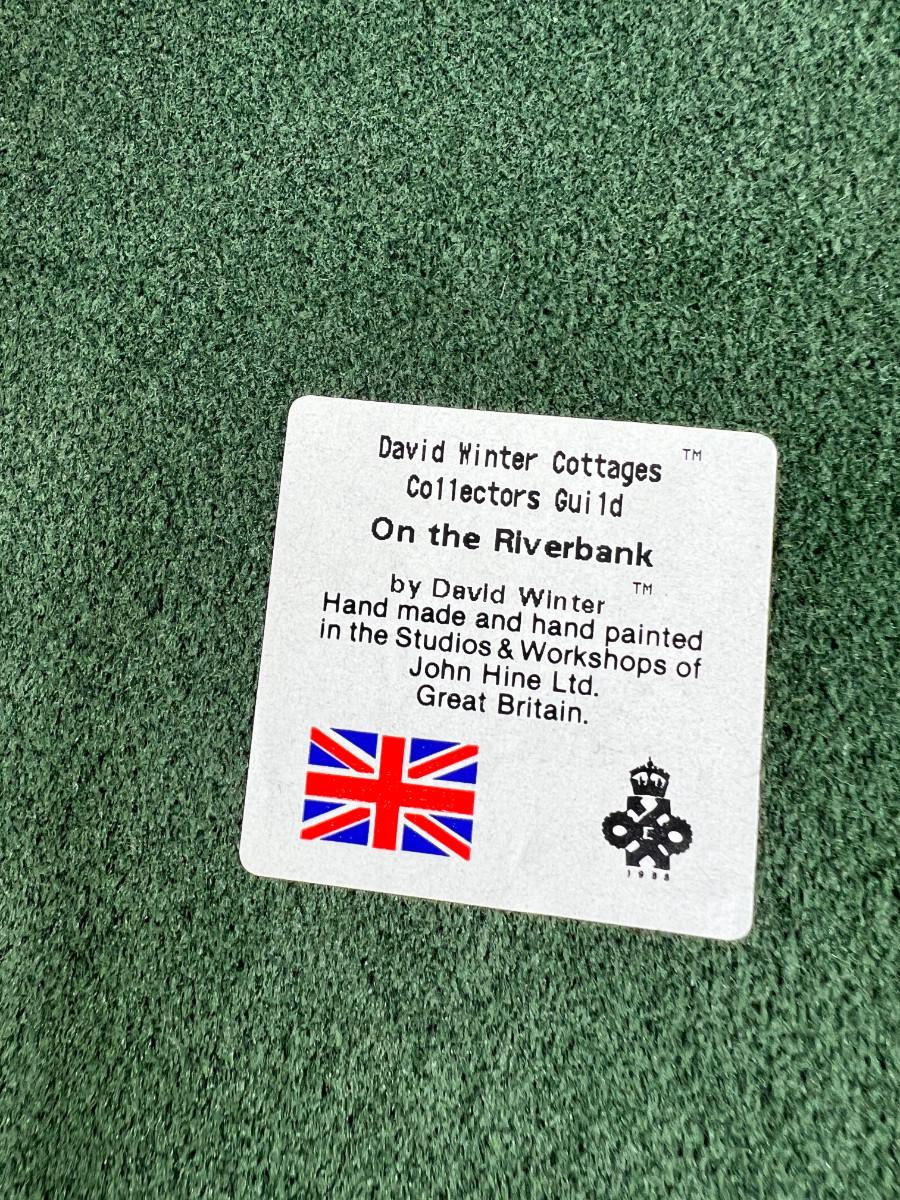 David Winter Cottages ™
Collectors Guild
On the Riverbank
by David Winter ™
Hand made and hand painted
in the Studios & Workshops of
John Hine Ltd.
Great Britain.
E
1988